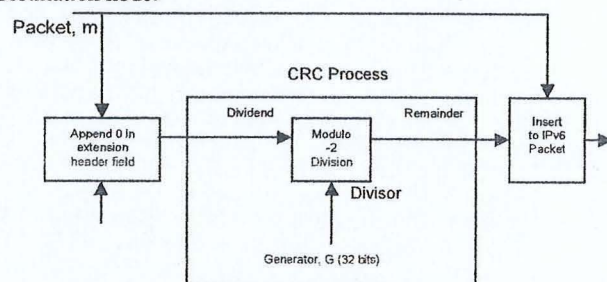 Packet, m
CRC Process
Dividend
Remainder
Append 0 in
extension
header field
Modulo
-2
Division
Insert
to IPv6
Packet
Divisor
Generator, G (32 bits)